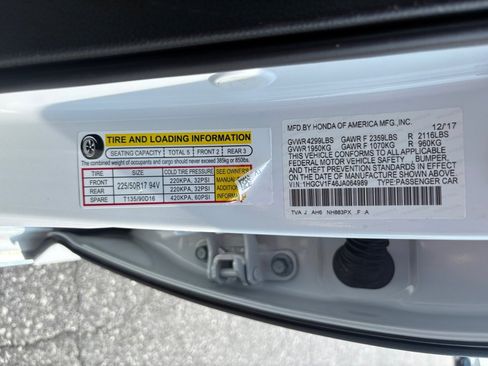 TIRE AND LOADING INFORMATION
SEATING CAPACITY TOTAL 5 FRONT 2 REAR 3
The combined weight of occupants and cargo should never exceed 385kg or 850lbs.
TIRE SIZE COLD TIRE PRESSURE
FRONT 225/50R17 94V 220KPA, 32PSI
REAR 220KPA, 32PSI
SPARE T135/90D16 420KPA, 60PSI
SEE OWNERS
MANUAL
MFD. BY HONDA OF AMERICA MFG., INC. 12/17
GVWR 4299LBS GAWR F 2359LBS R 2116LBS
GVWR 1950KG GAWR F 1070KG R 960KG
THIS VEHICLE CONFORMS TO ALL APPLICABLE
FEDERAL MOTOR VEHICLE SAFETY, BUMPER,
AND THEFT PREVENTION STANDARDS IN EFFECT
ON THE DATE OF MANUFACTURE SHOWN ABOVE.
V.I.N: 1HGCV1F46JA064989 TYPE: PASSENGER CAR
TVA J AH6 NH883PX F A